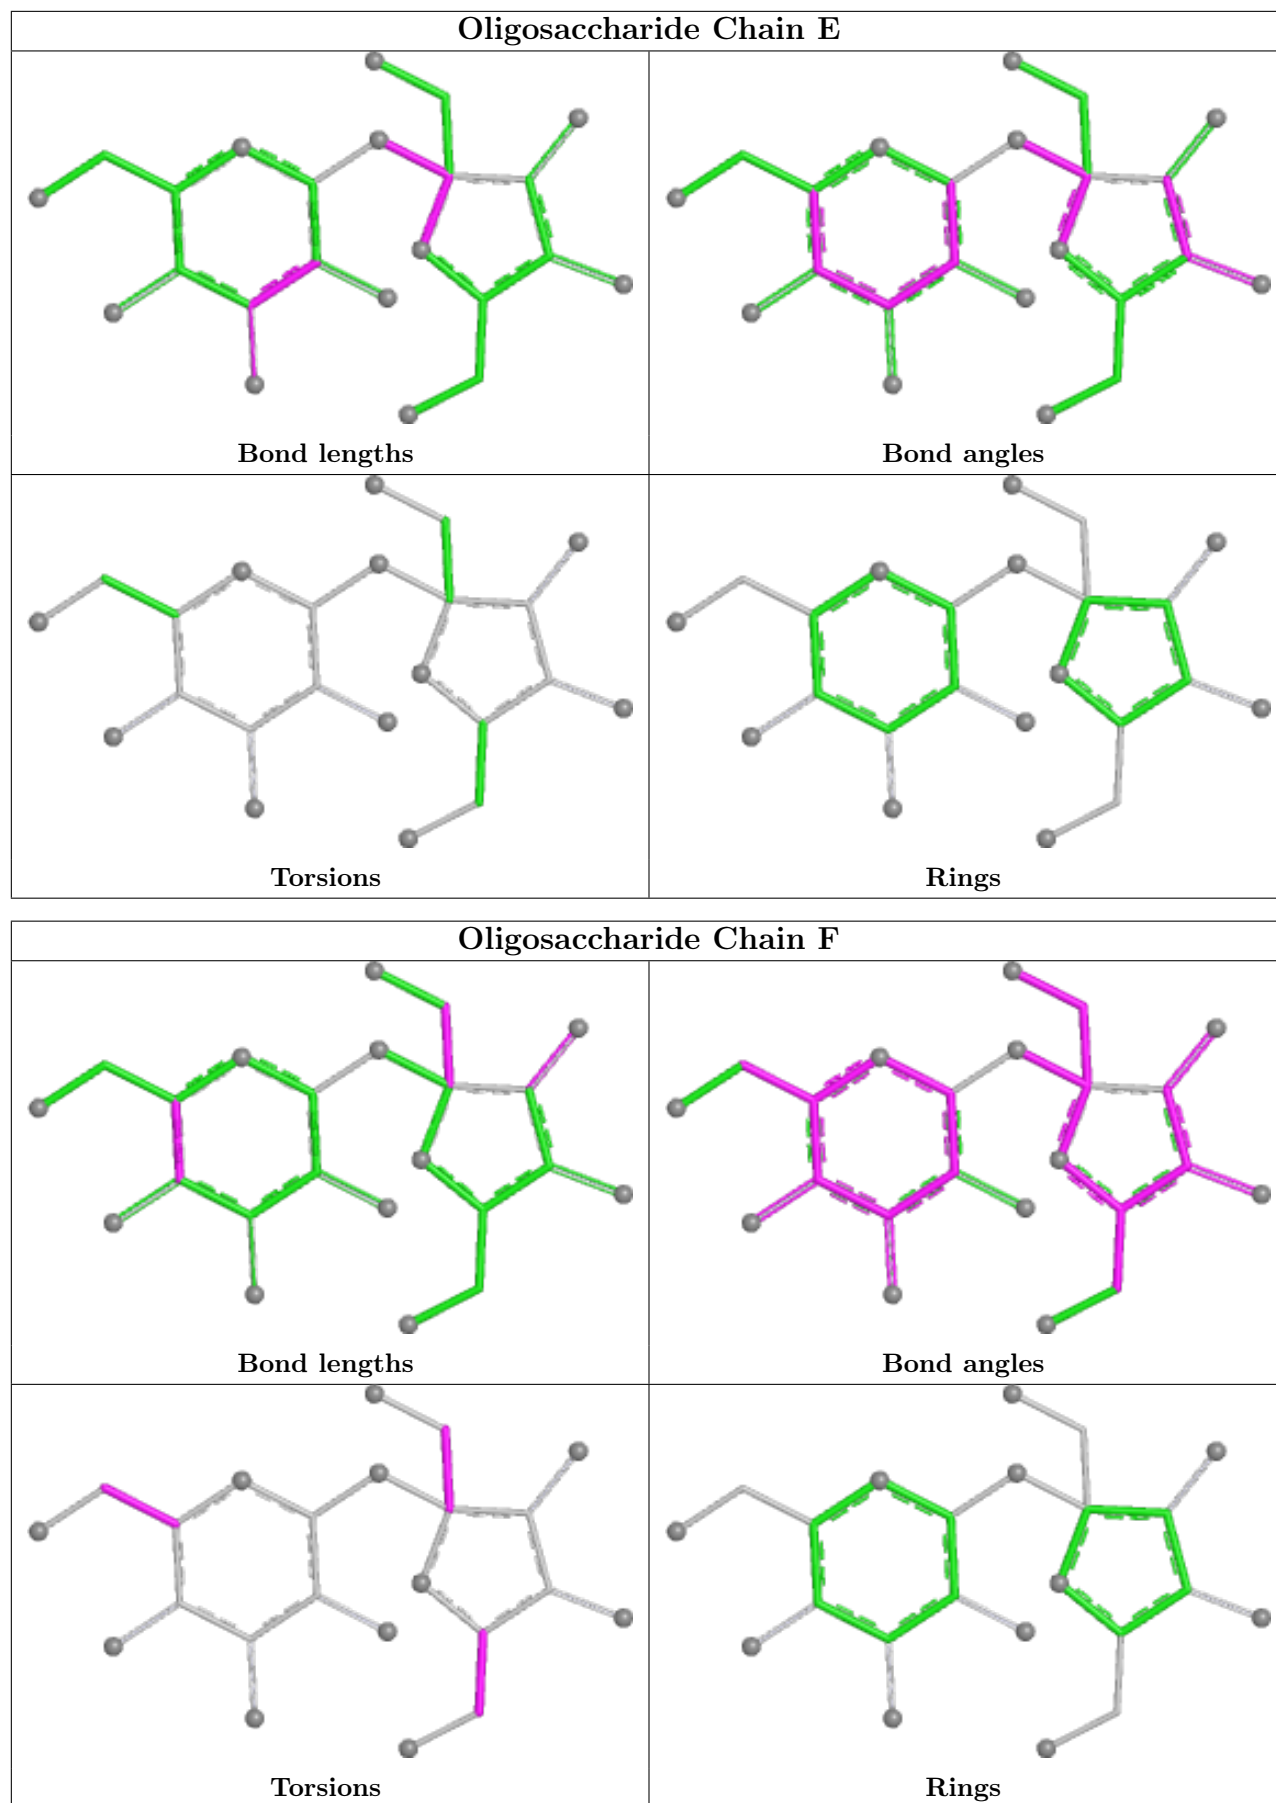 Oligosaccharide Chain E
Bond lengths
Bond angles
Torsions
Rings
Oligosaccharide Chain F
Bond lengths
Bond angles
Torsions
Rings